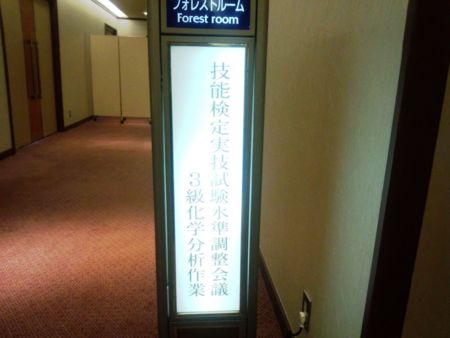 フォレストルーム
Forest room
技能検定実技試験水準調整会議
３級化学分析作業